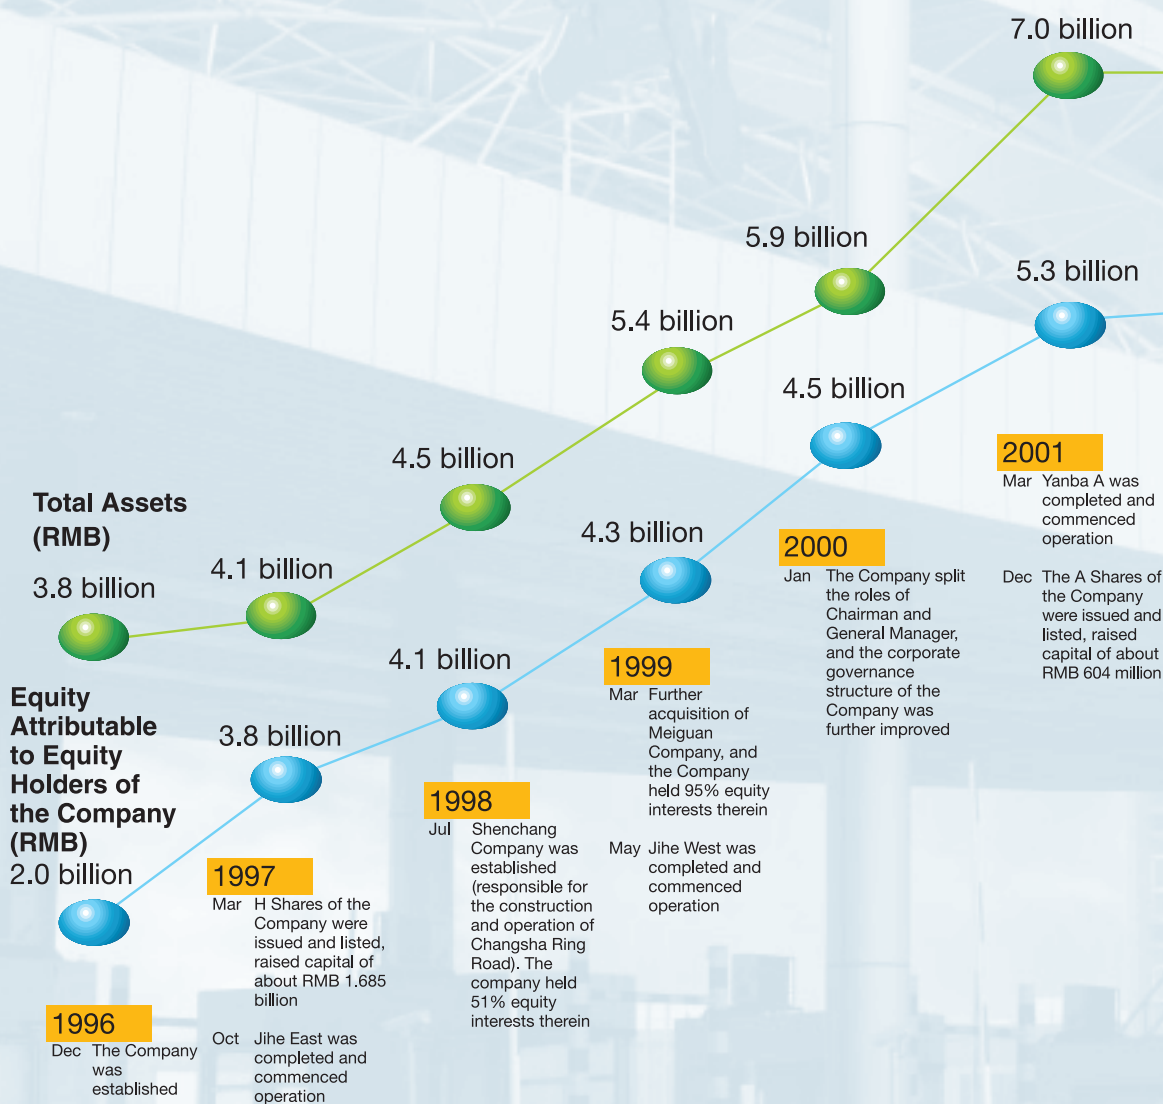 7.0 billion
5.9 billion
5.3 billion
5.4 billion
4.5 billion
4.5 billion
Total Assets
(RMB)
3.8 billion
4.1 billion
4.3 billion
4.1 billion
Equity
Attributable
to Equity
Holders of
the Company
(RMB)
2.0 billion
3.8 billion
1996
Dec The Company
was
established
1997
Mar H Shares of the
Company were
issued and listed,
raised capital of
about RMB 1.685
billion
Oct Jihe East was
completed and
commenced
operation
1998
Jul Shenchang
Company was
established
(responsible for
the construction
and operation of
Changsha Ring
Road). The
company held
51% equity
interests therein
1999
Mar Further
acquisition of
Meiguan
Company, and
the Company
held 95% equity
interests therein
May Jihe West was
completed and
commenced
operation
2000
Jan The Company split
the roles of
Chairman and
General Manager,
and the corporate
governance
structure of the
Company was
further improved
2001
Mar Yanba A was
completed and
commenced
operation
Dec The A Shares of
the Company
were issued and
listed, raised
capital of about
RMB 604 million